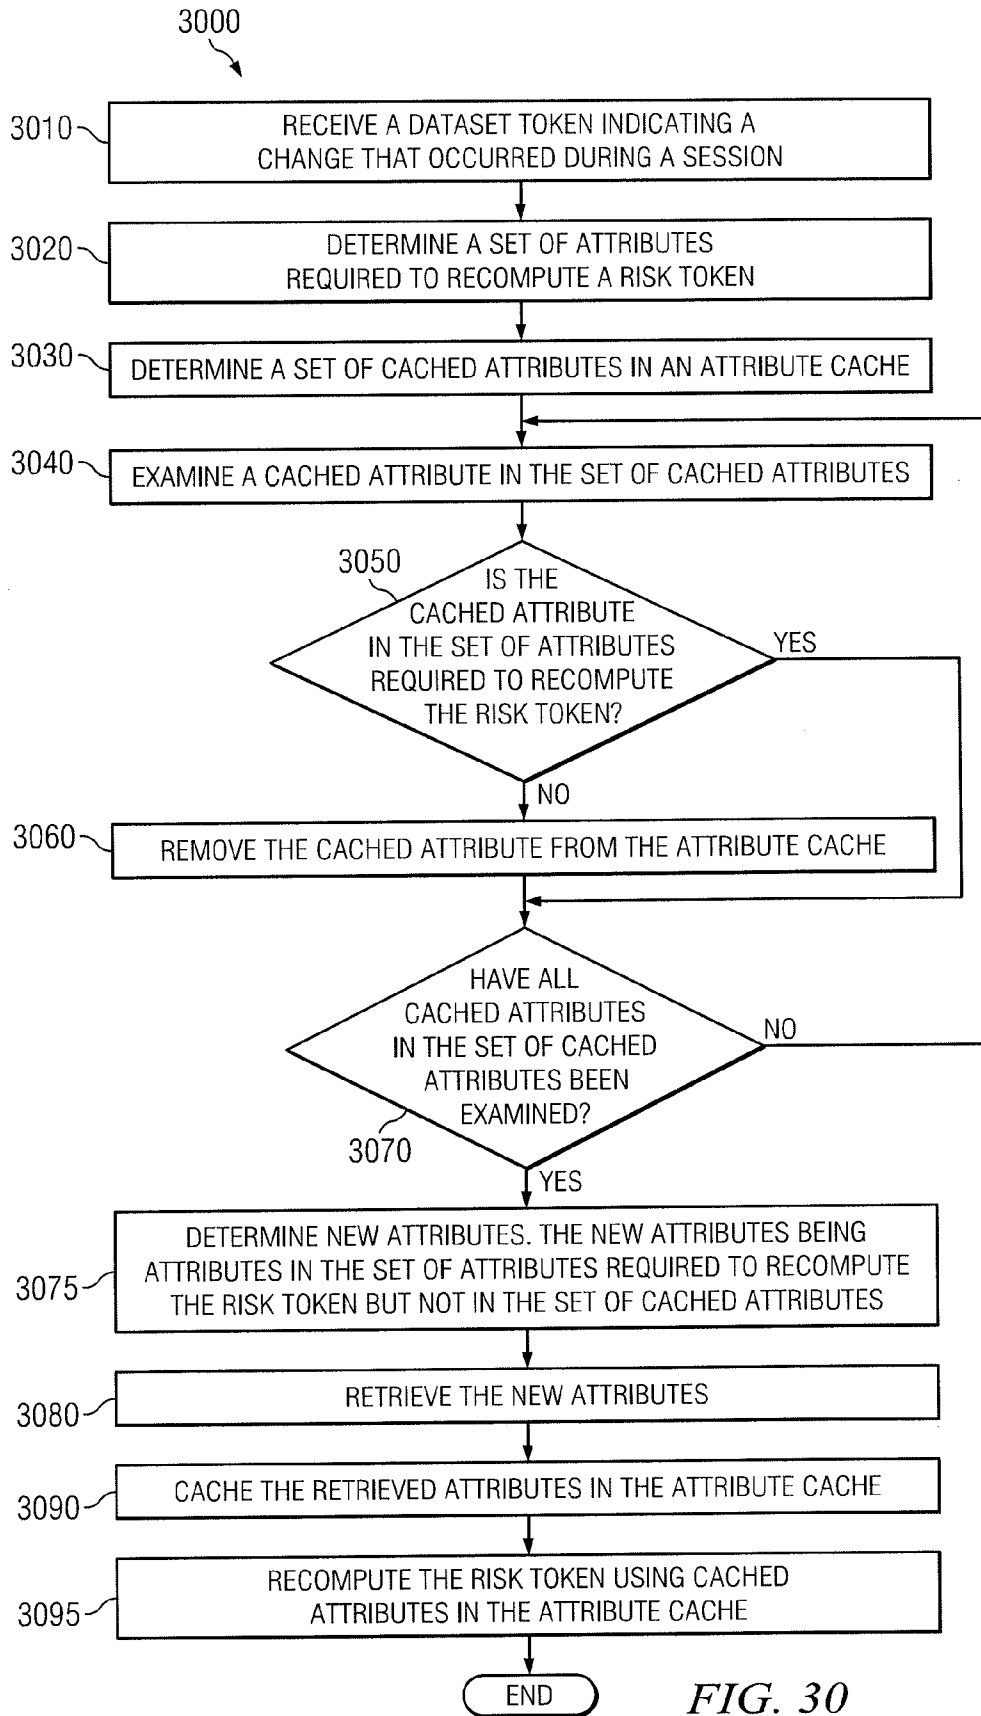 3000
3010
RECEIVE A DATASET TOKEN INDICATING A
CHANGE THAT OCCURRED DURING A SESSION
3020
DETERMINE A SET OF ATTRIBUTES
REQUIRED TO RECOMPUTE A RISK TOKEN
3030
DETERMINE A SET OF CACHED ATTRIBUTES IN AN ATTRIBUTE CACHE
3040
EXAMINE A CACHED ATTRIBUTE IN THE SET OF CACHED ATTRIBUTES
3050
IS THE
CACHED ATTRIBUTE
IN THE SET OF ATTRIBUTES
REQUIRED TO RECOMPUTE
THE RISK TOKEN?
YES
NO
3060
REMOVE THE CACHED ATTRIBUTE FROM THE ATTRIBUTE CACHE
HAVE ALL
CACHED ATTRIBUTES
IN THE SET OF CACHED
ATTRIBUTES BEEN
EXAMINED?
NO
3070
YES
3075
DETERMINE NEW ATTRIBUTES. THE NEW ATTRIBUTES BEING
ATTRIBUTES IN THE SET OF ATTRIBUTES REQUIRED TO RECOMPUTE
THE RISK TOKEN BUT NOT IN THE SET OF CACHED ATTRIBUTES
3080
RETRIEVE THE NEW ATTRIBUTES
3090
CACHE THE RETRIEVED ATTRIBUTES IN THE ATTRIBUTE CACHE
3095
RECOMPUTE THE RISK TOKEN USING CACHED
ATTRIBUTES IN THE ATTRIBUTE CACHE
END
FIG. 30